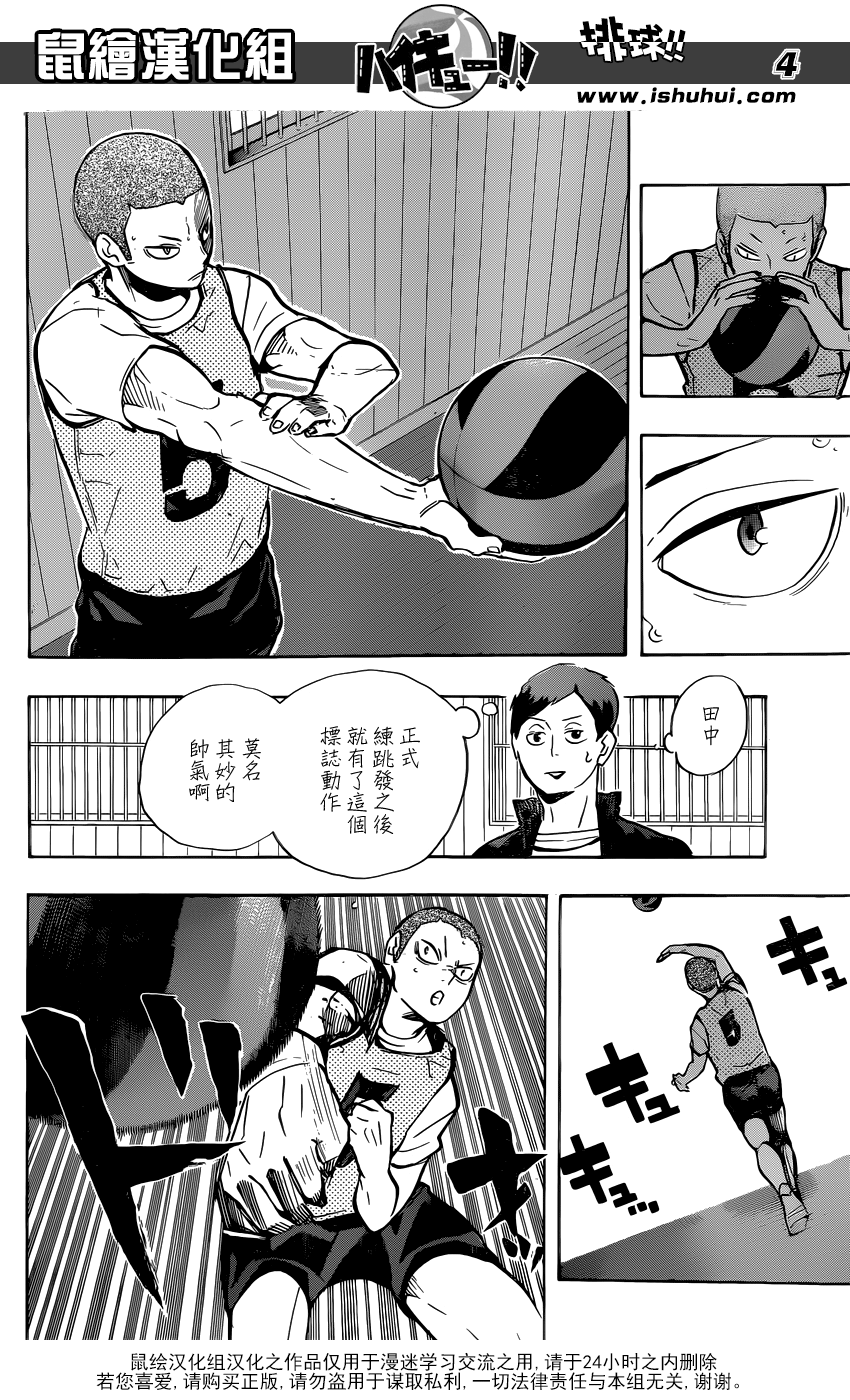 鼠繪漢化組
ハイキュー!!
排球!!
4
www.ishuhui.com
5
田中
正式
練跳發之後
就有了這個
標誌動作
莫名
其妙的
帥氣啊
キュ
キュ
キュ…
5
ドッ
5
鼠绘汉化组汉化之作品仅用于漫迷学习交流之用,请于24小时之内删除
若您喜爱,请购买正版,请勿盗用于谋取私利,一切法律责任与本组无关,谢谢。